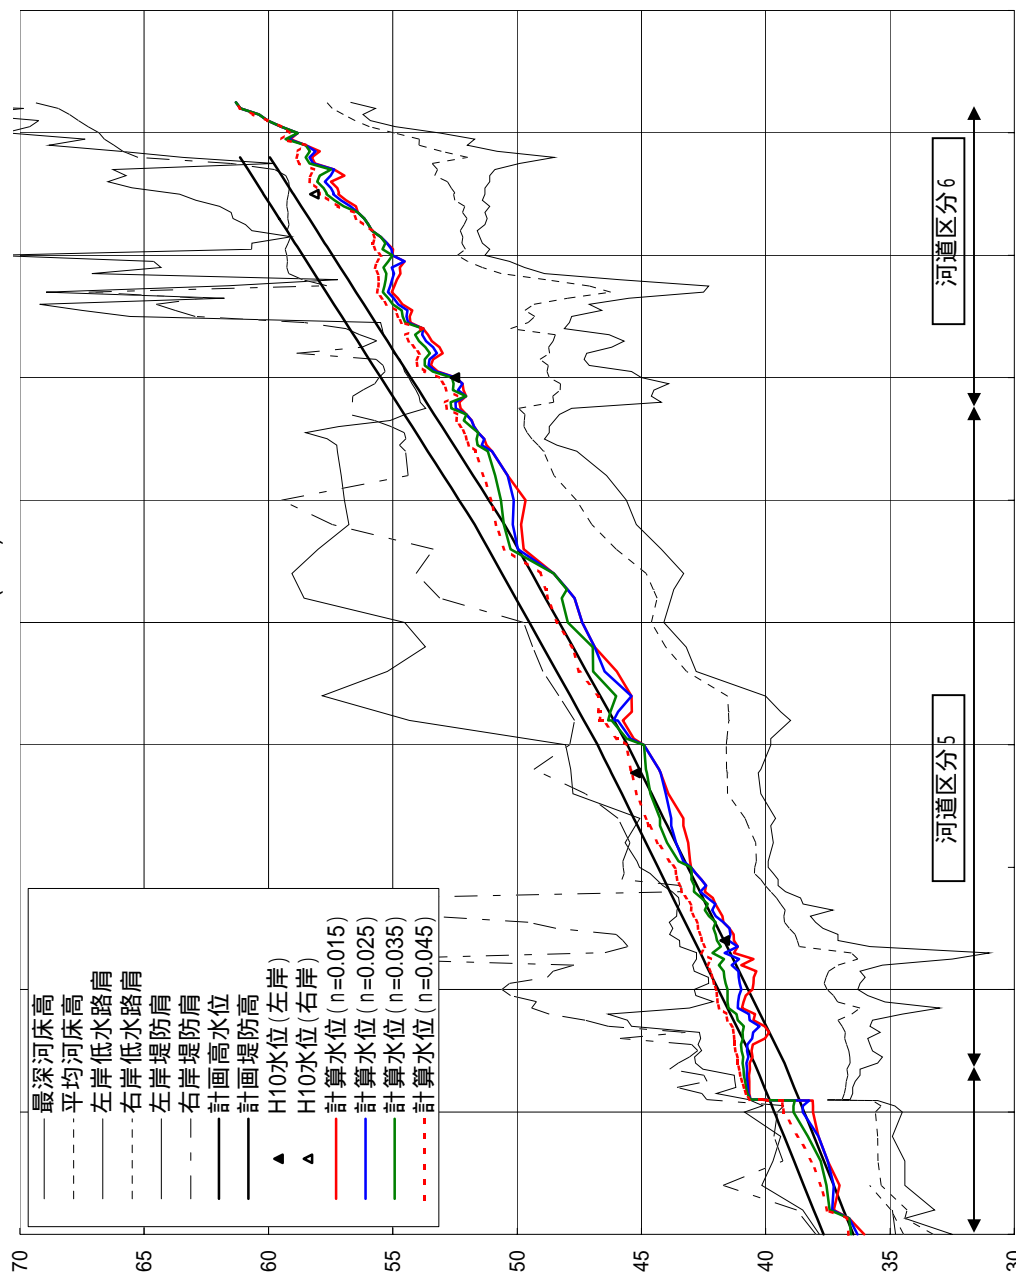 最深河床高
平均河床高
左岸低水路肩
右岸低水路肩
左岸堤防肩
右岸堤防肩
計画高水位
計画堤防高
H10水位(左岸)
H10水位(右岸)
計算水位(n=0.015)
計算水位(n=0.025)
計算水位(n=0.035)
計算水位(n=0.045)
河道区分5
河道区分6
70
65
60
55
50
45
40
35
30